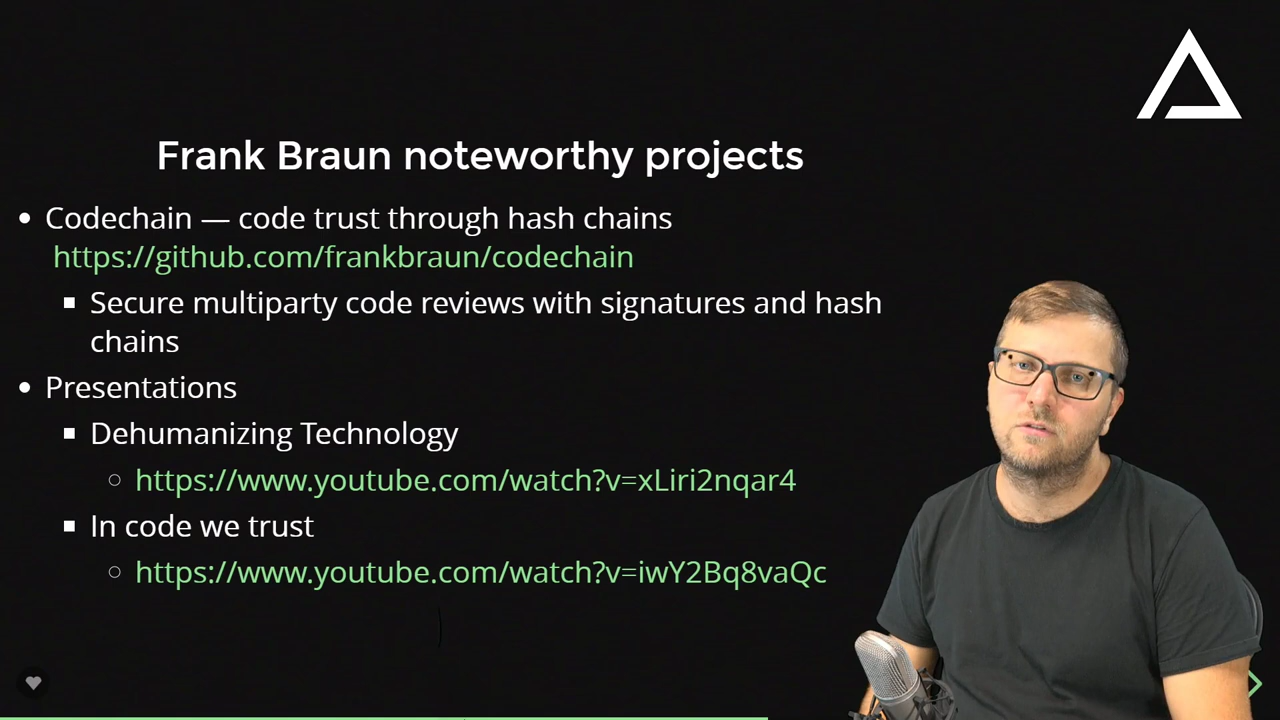 Frank Braun noteworthy projects
Codechain — code trust through hash chains
https://github.com/frankbraun/codechain
Secure multiparty code reviews with signatures and hash
chains
Presentations
Dehumanizing Technology
https://www.youtube.com/watch?v=xLiri2nqar4
In code we trust
https://www.youtube.com/watch?v=iwY2Bq8vaQc